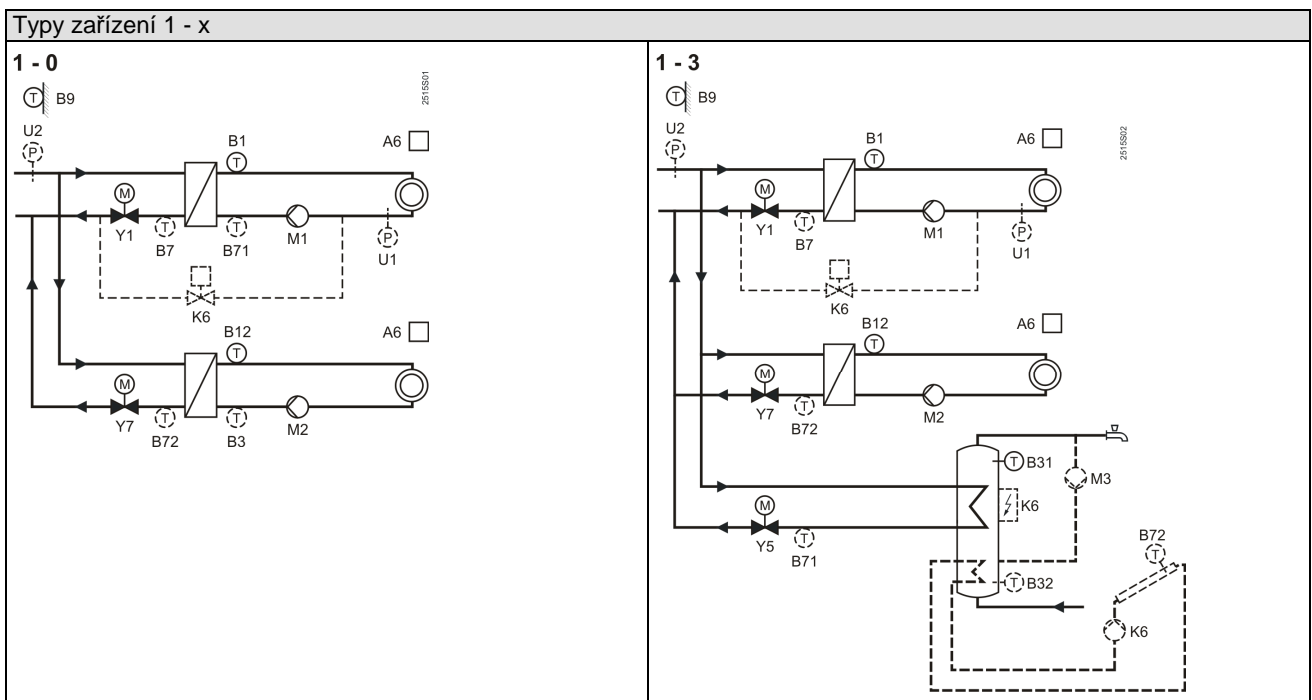 Typy zařízení 1 - x
1 - 0
T B9
2515S01
U2
P
B1
T
A6
M
Y1
T
B7
T
B71
M1
P
U1
K6
B12
T
A6
M
Y7
T
B72
T
B3
M2
1 - 3
T B9
2515S02
U2
P
B1
T
A6
M
Y1
T
B7
M1
P
U1
K6
B12
T
A6
M
Y7
T
B72
M2
T B31
M3
M
Y5
T
B71
K6
B72
T
T B32
K6